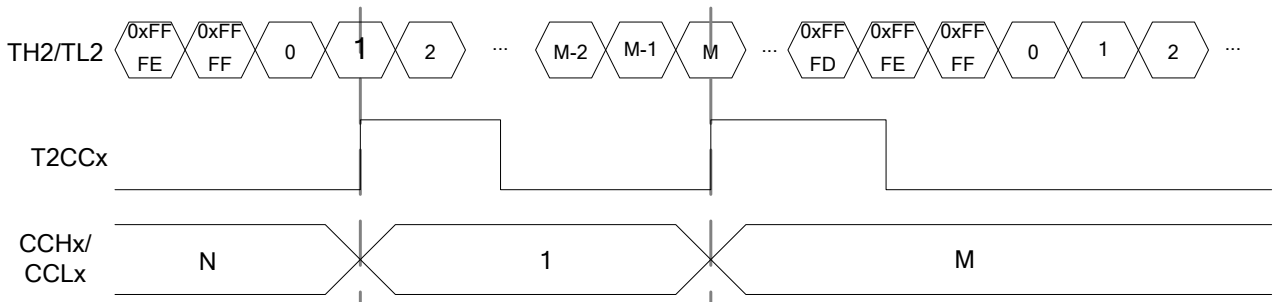 TH2/TL2 0xFF FE 0xFF FF 0 1 2 ... M-2 M-1 M ... 0xFF FD 0xFF FE 0xFF FF 0 1 2 ...
T2CCx
CCHx/
CCLx
N 1 M